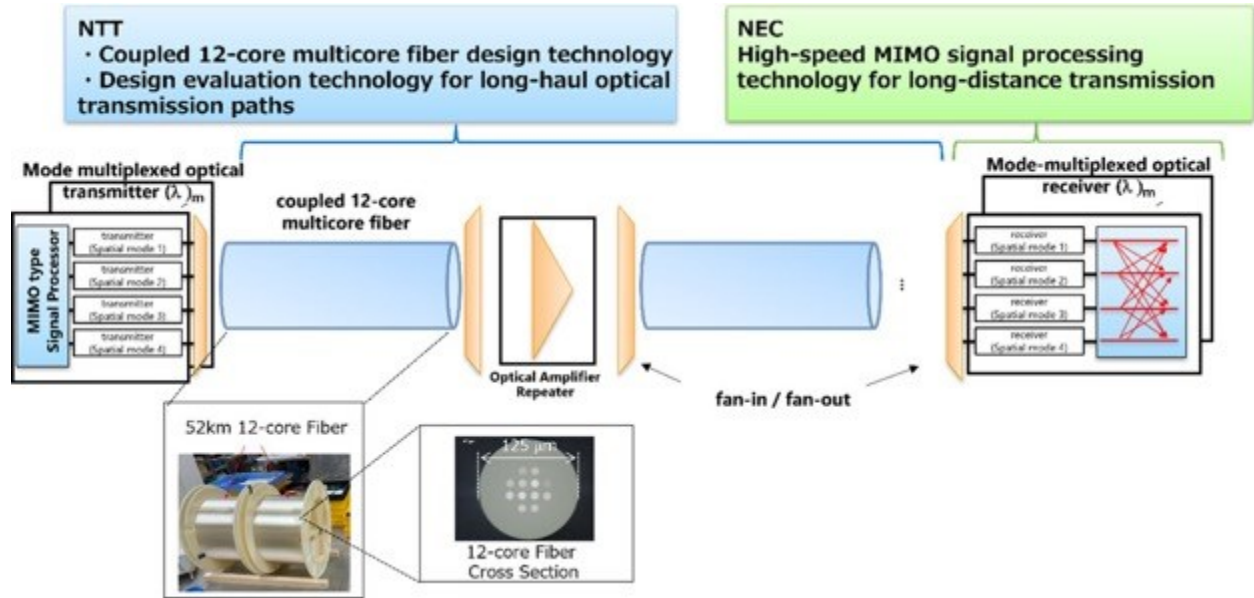 NTT
・Coupled 12-core multicore fiber design technology
・Design evaluation technology for long-haul optical
transmission paths
NEC
High-speed MIMO signal processing
technology for long-distance transmission
Mode multiplexed optical
transmitter (λ)m
MIMO type
Signal Processor
transmitter
(Spatial mode 1)
transmitter
(Spatial mode 2)
transmitter
(Spatial mode 3)
transmitter
(Spatial mode 4)
coupled 12-core
multicore fiber
Optical Amplifier
Repeater
...
fan-in / fan-out
Mode-multiplexed optical
receiver (λ)m
receiver
(Spatial mode 1)
receiver
(Spatial mode 2)
receiver
(Spatial mode 3)
receiver
(Spatial mode 4)
52km 12-core Fiber
125 μm
12-core Fiber
Cross Section